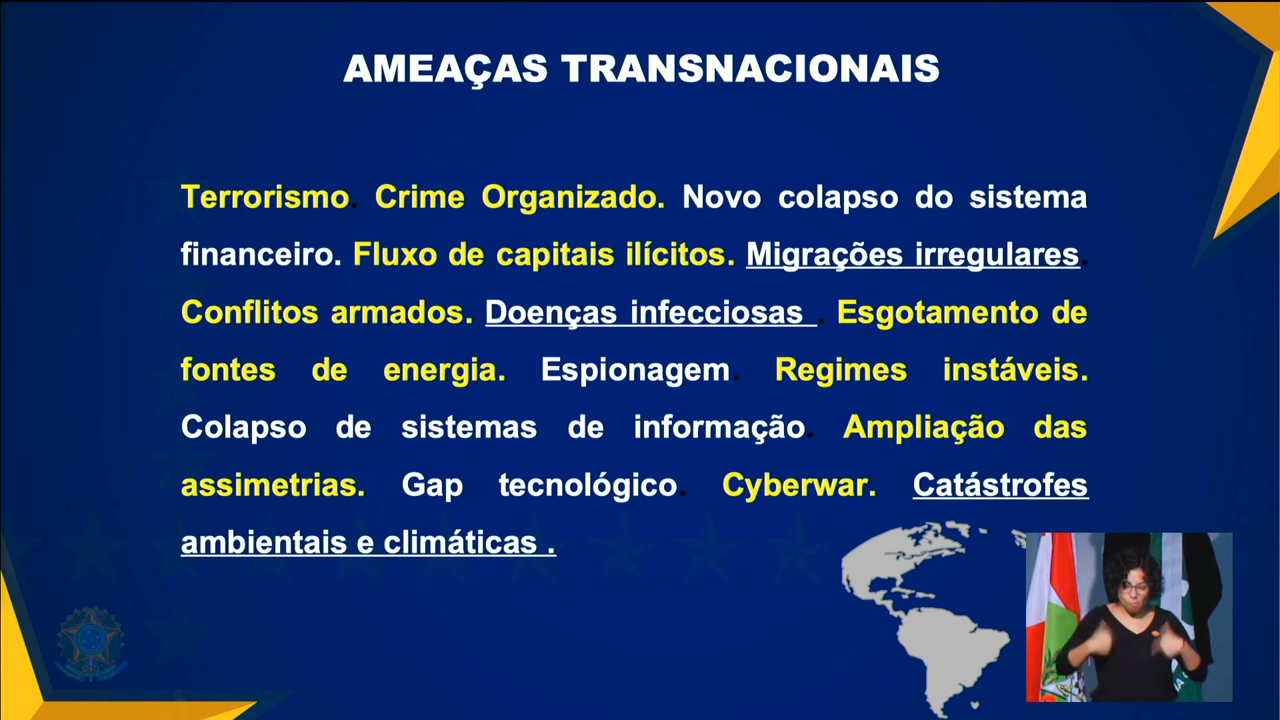 AMEAÇAS TRANSNACIONAIS
Terrorismo. Crime Organizado. Novo colapso do sistema
financeiro. Fluxo de capitais ilícitos. Migrações irregulares.
Conflitos armados. Doenças infecciosas . Esgotamento de
fontes de energia. Espionagem. Regimes instáveis.
Colapso de sistemas de informação. Ampliação das
assimetrias. Gap tecnológico. Cyberwar. Catástrofes
ambientais e climáticas .